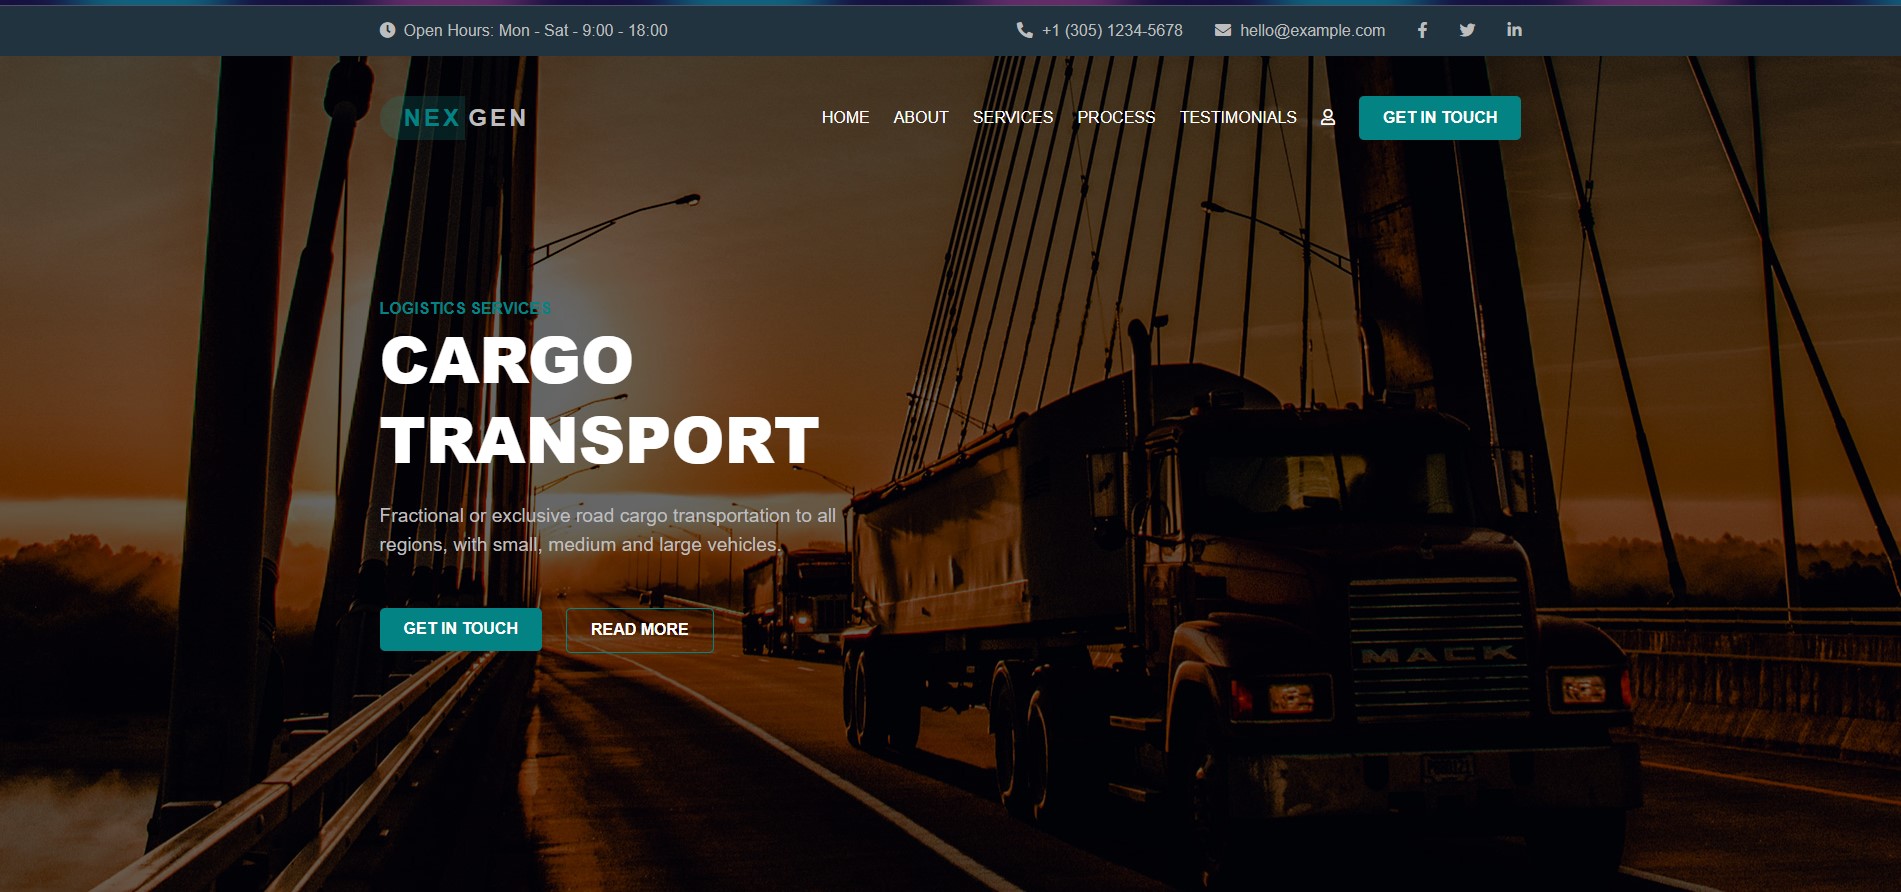 Open Hours: Mon - Sat - 9:00 - 18:00
+1 (305) 1234-5678
hello@example.com
NEX GEN
HOME ABOUT SERVICES PROCESS TESTIMONIALS
GET IN TOUCH
LOGISTICS SERVICES
CARGO
TRANSPORT
Fractional or exclusive road cargo transportation to all
regions, with small, medium and large vehicles.
GET IN TOUCH
READ MORE
MACK